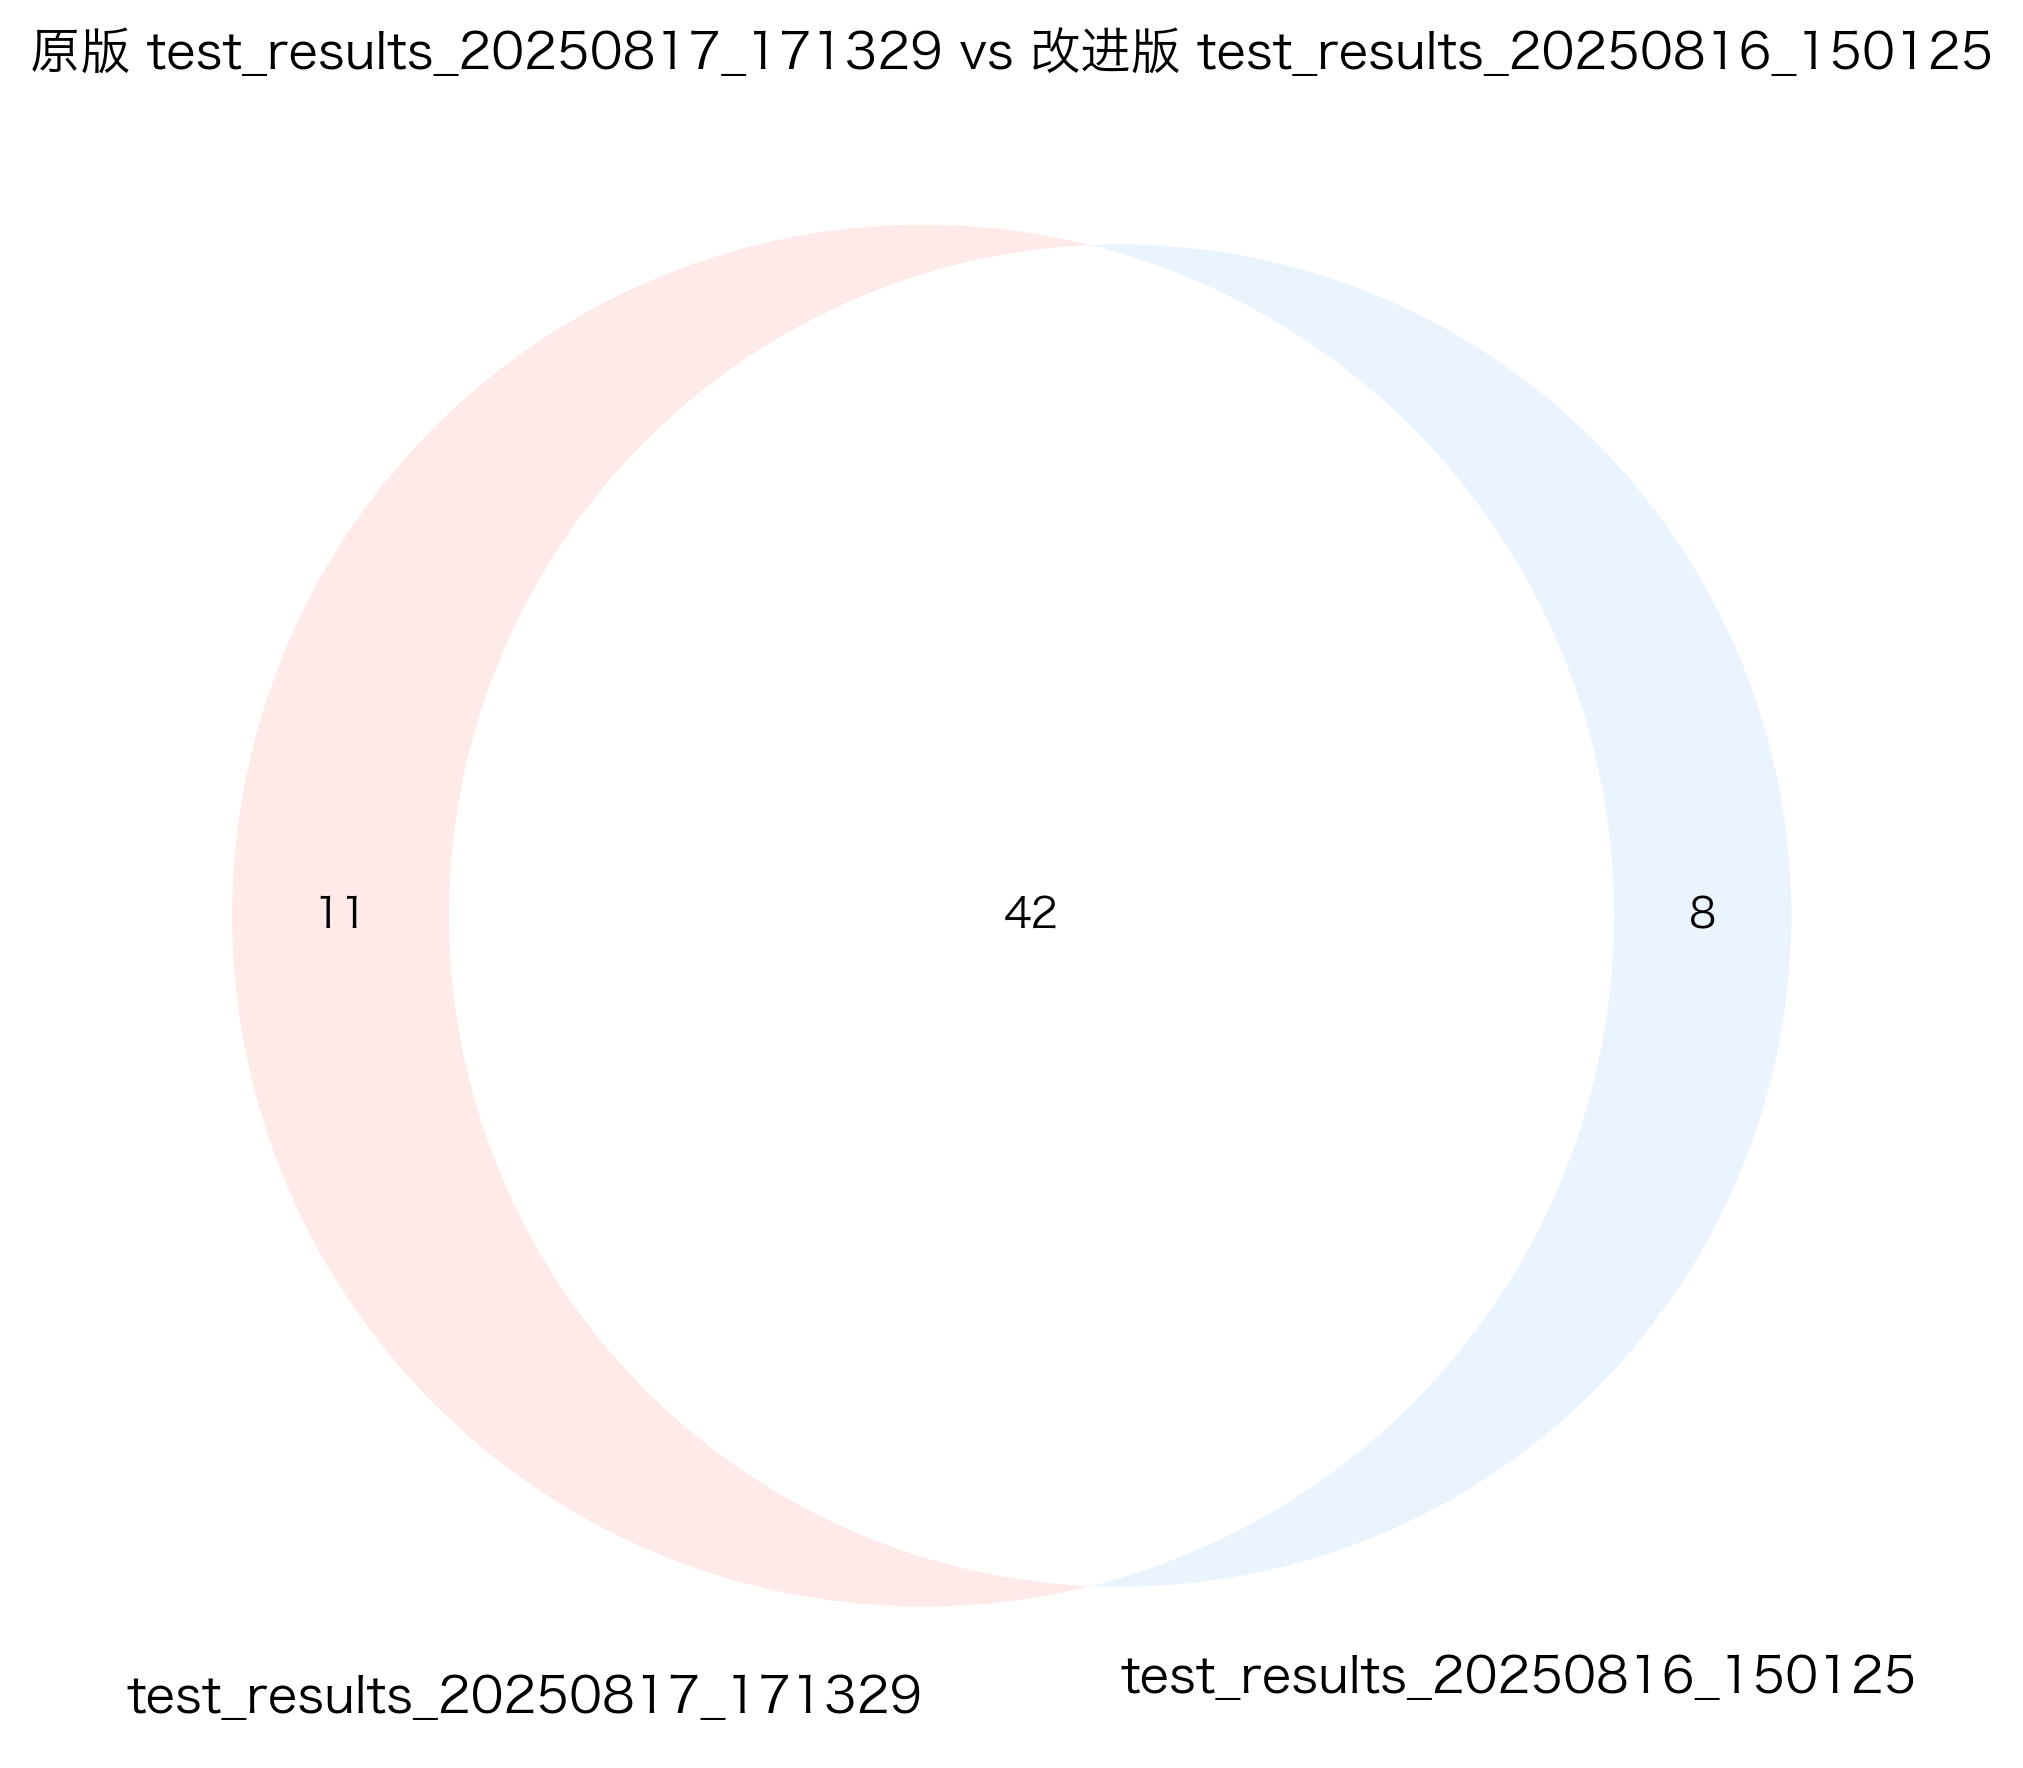 原版 test_results_20250817_171329 vs 改进版 test_results_20250816_150125
11
42
8
test_results_20250817_171329
test_results_20250816_150125